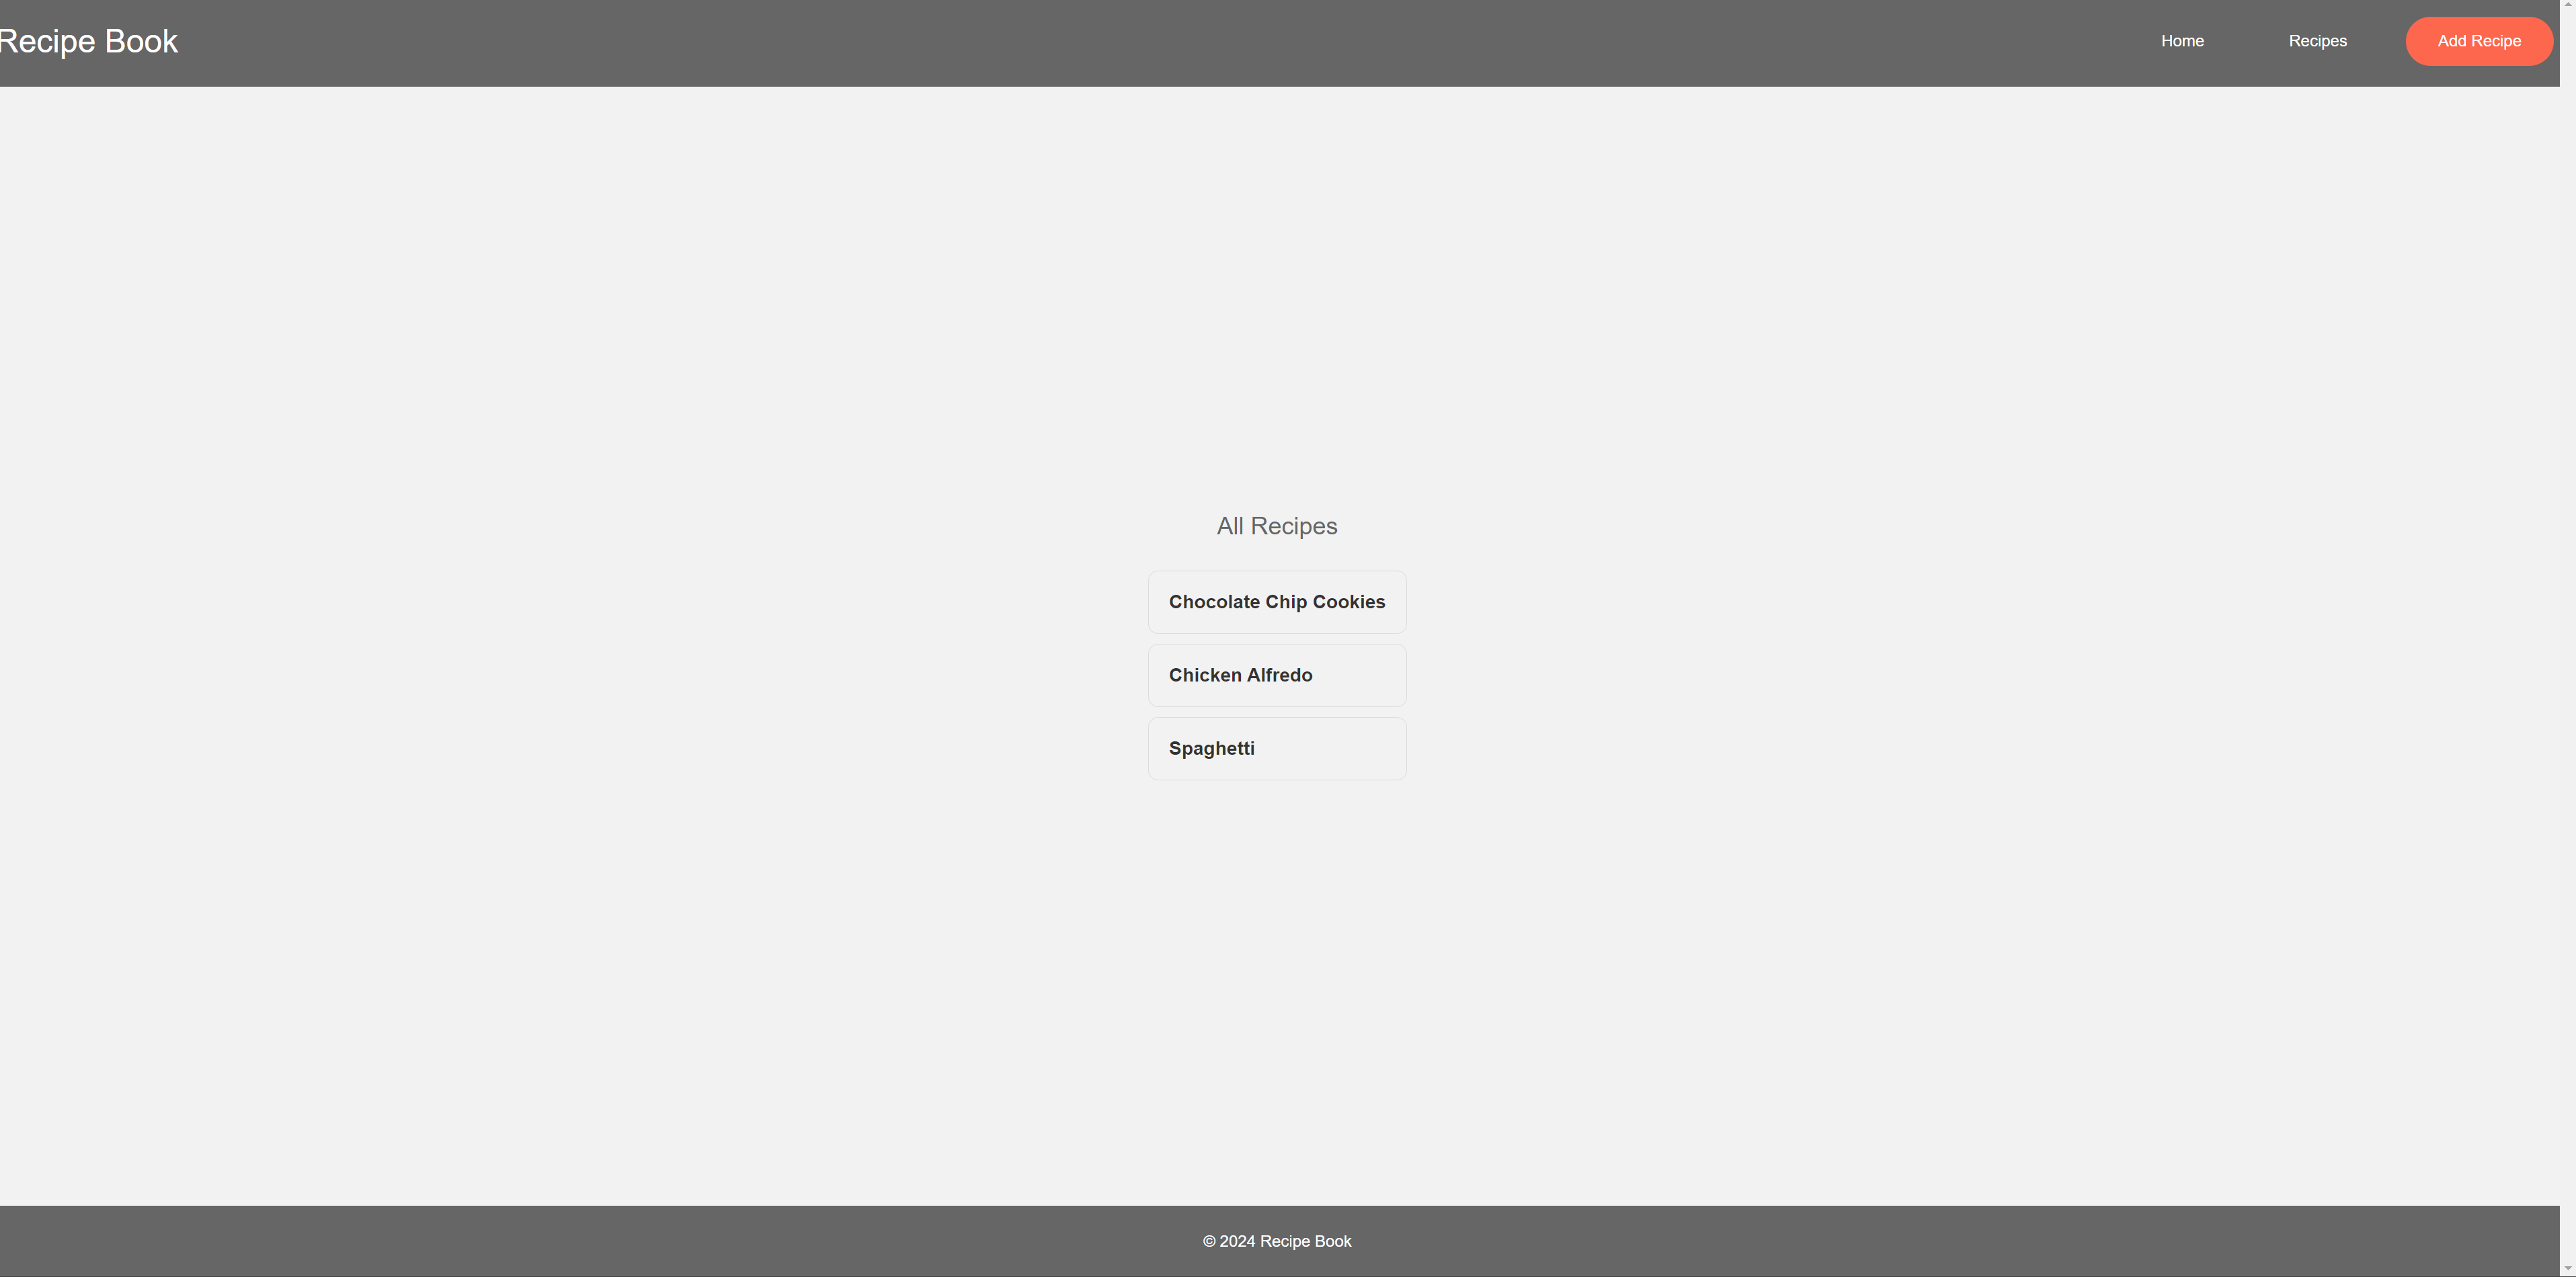 Recipe Book
Home
Recipes
Add Recipe
All Recipes
Chocolate Chip Cookies
Chicken Alfredo
Spaghetti
© 2024 Recipe Book